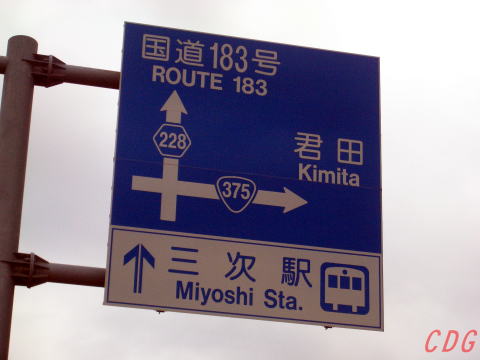 国道183号
ROUTE 183
228
君田
Kimita
375
三次駅
Miyoshi Sta.
CDG